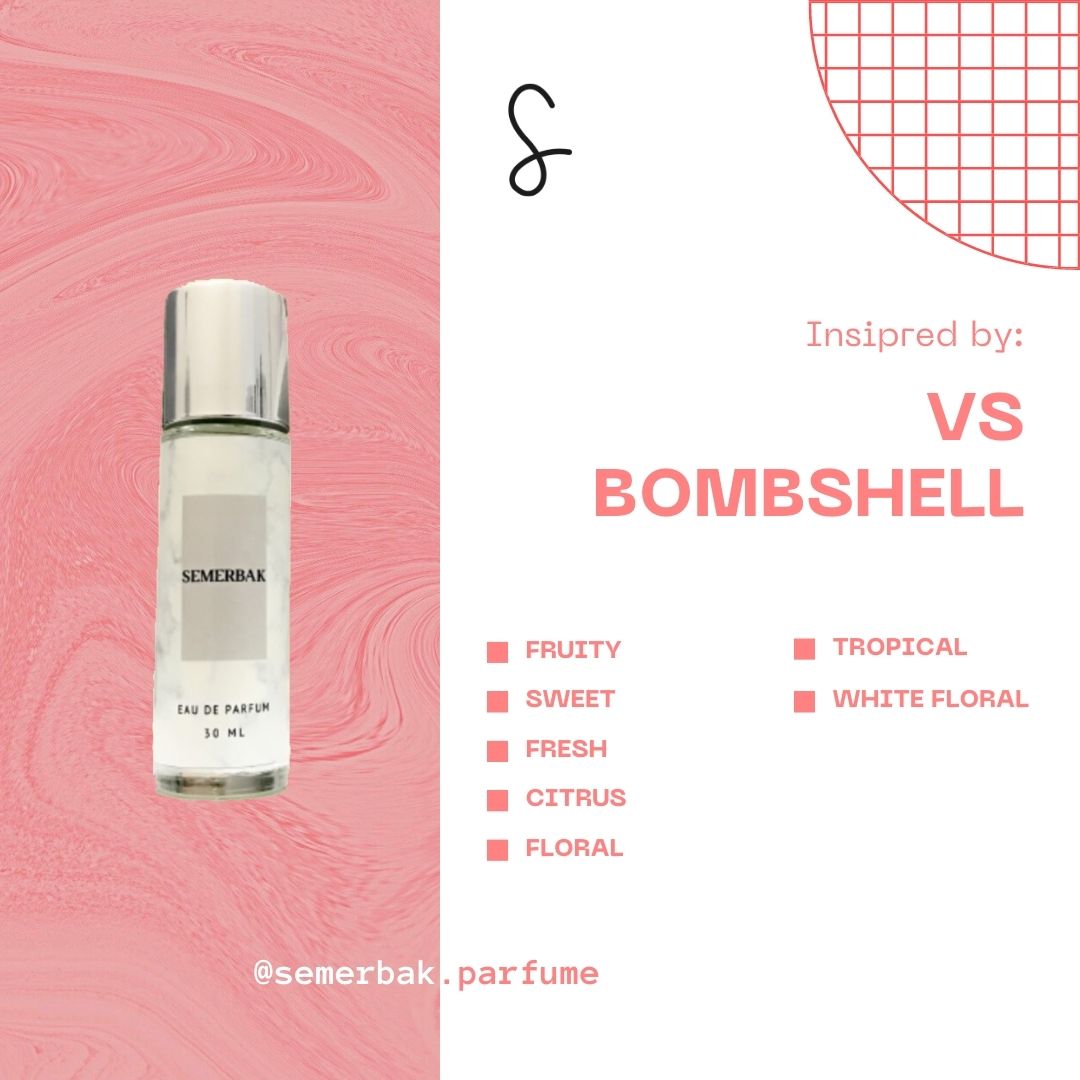 Insipred by:
VS
BOMBSHELL
SEMERBAK
EAU DE PARFUM
30 ML
FRUITY
SWEET
FRESH
CITRUS
FLORAL
TROPICAL
WHITE FLORAL
@semerbak.parfume